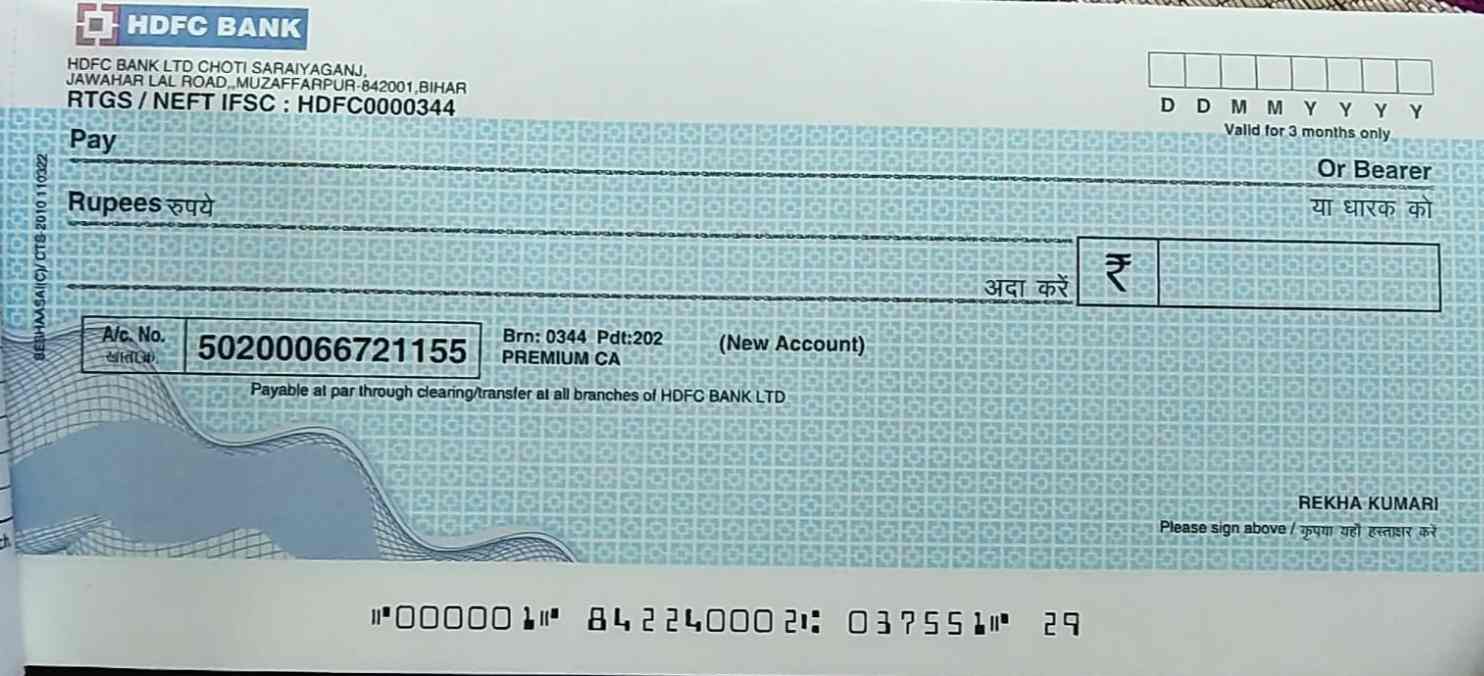 HDFC BANK
HDFC BANK LTD CHOTI SARAIYAGANJ,
JAWAHAR LAL ROAD,,MUZAFFARPUR-842001,BIHAR
RTGS / NEFT IFSC : HDFC0000344
D D M M Y Y Y Y
Valid for 3 months only
Pay
Or Bearer
Rupees रुपये
या धारक को
अदा करें ₹
A/c. No. 50200066721155
Brn: 0344 Pdt:202 (New Account)
PREMIUM CA
Payable at par through clearing/transfer at all branches of HDFC BANK LTD
CTS-2010 110322
REKHA KUMARI
Please sign above / कृपया यहाँ हस्ताक्षर करें
⑈000001⑈ 842240002⑆ 037551⑈ 29